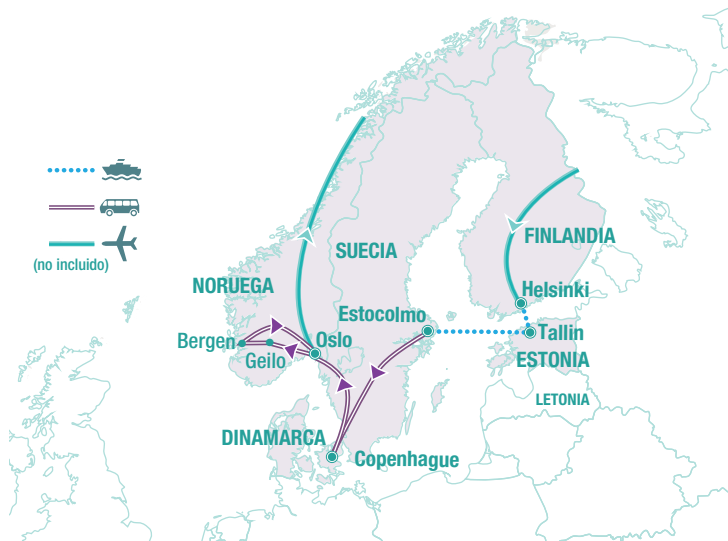 (no incluido)
SUECIA
FINLANDIA
NORUEGA
Helsinki
Estocolmo
Bergen
Oslo
Tallin
Geilo
ESTONIA
LETONIA
DINAMARCA
Copenhague